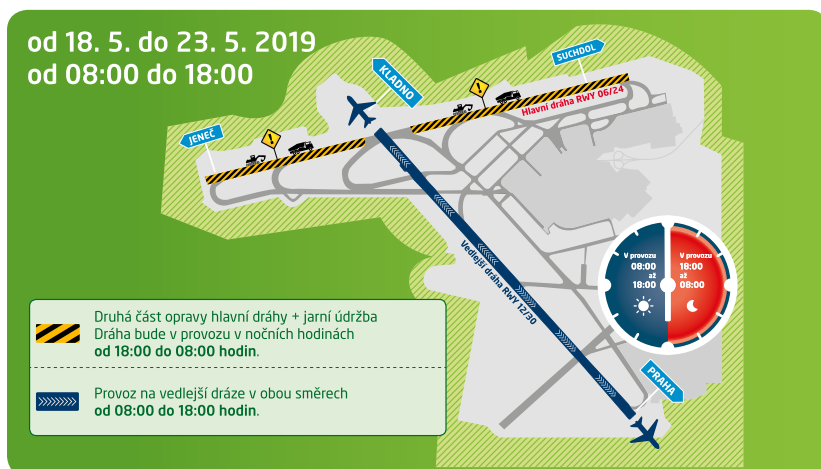 od 18. 5. do 23. 5. 2019
od 08:00 do 18:00
SUCHDOL
KLADNO
Hlavní dráha RWY 06/24
JENEČ
Vedlejší dráha RWY 12/30
V provozu
08:00
až
18:00
V provozu
18:00
až
08:00
PRAHA
Druhá část opravy hlavní dráhy + jarní údržba
Dráha bude v provozu v nočních hodinách
od 18:00 do 08:00 hodin.
Provoz na vedlejší dráze v obou směrech
od 08:00 do 18:00 hodin.